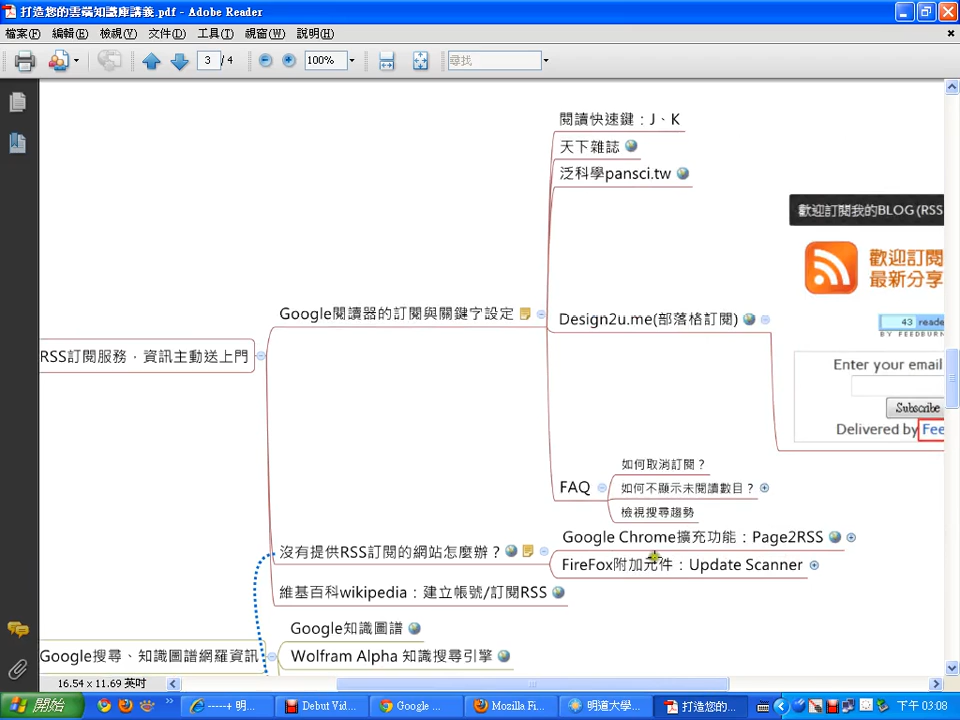 打造您的雲端知識庫講義.pdf - Adobe Reader
檔案(F) 編輯(E) 檢視(V) 文件(D) 工具(T) 視窗(W) 說明(H)
3 / 4 100% 尋找
閱讀快速鍵：J、K
天下雜誌
泛科學pansci.tw
歡迎訂閱我的BLOG (RSS
歡迎訂閱
最新分享
Google閱讀器的訂閱與關鍵字設定
Design2u.me(部落格訂閱)
43 reade
BY FEEDBURN
RSS訂閱服務，資訊主動送上門
Enter your email
Subscribe
Delivered by Fee
如何取消訂閱？
FAQ
如何不顯示未閱讀數目？
檢視搜尋趨勢
Google Chrome擴充功能：Page2RSS
沒有提供RSS訂閱的網站怎麼辦？
FireFox附加元件：Update Scanner
維基百科wikipedia：建立帳號/訂閱RSS
Google知識圖譜
Google搜尋、知識圖譜網羅資訊
Wolfram Alpha 知識搜尋引擎
16.54 x 11.69 英吋
開始 -----+ 明... Debut Vid... Google ... Mozilla Fi... 明道大學... 打造您的... 下午 03:08